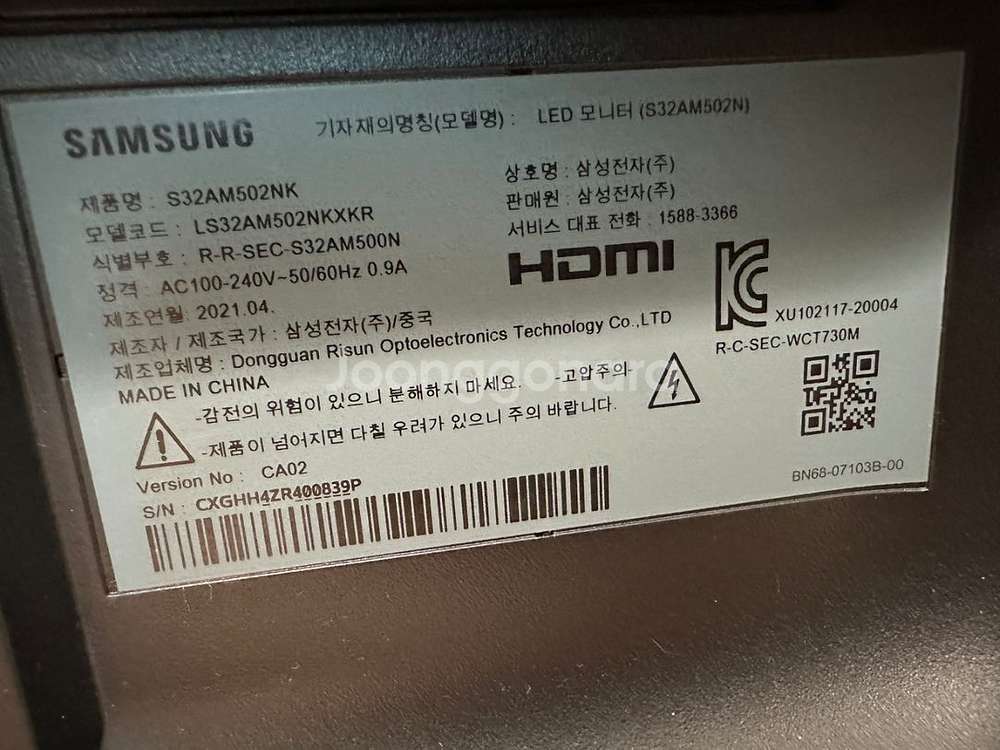 SAMSUNG
기자재의명칭(모델명) : LED 모니터 (S32AM502N)
제품명 : S32AM502NK
모델코드 : LS32AM502NKXKR
식별부호 : R-R-SEC-S32AM500N
정격 : AC100-240V~50/60Hz 0.9A
제조연월: 2021.04.
제조자 / 제조국가 : 삼성전자(주)/중국
제조업체명 : Dongguan Risun Optoelectronics Technology Co.,LTD
MADE IN CHINA
상호명 : 삼성전자(주)
판매원 : 삼성전자(주)
서비스 대표 전화 : 1588-3366
HDMI
XU102117-20004
R-C-SEC-WCT730M
-감전의 위험이 있으니 분해하지 마세요. -고압주의-
-제품이 넘어지면 다칠 우려가 있으니 주의 바랍니다.
Version No : CA02
S/N : CXGHH4ZR400839P
BN68-07103B-00
Joonggonara